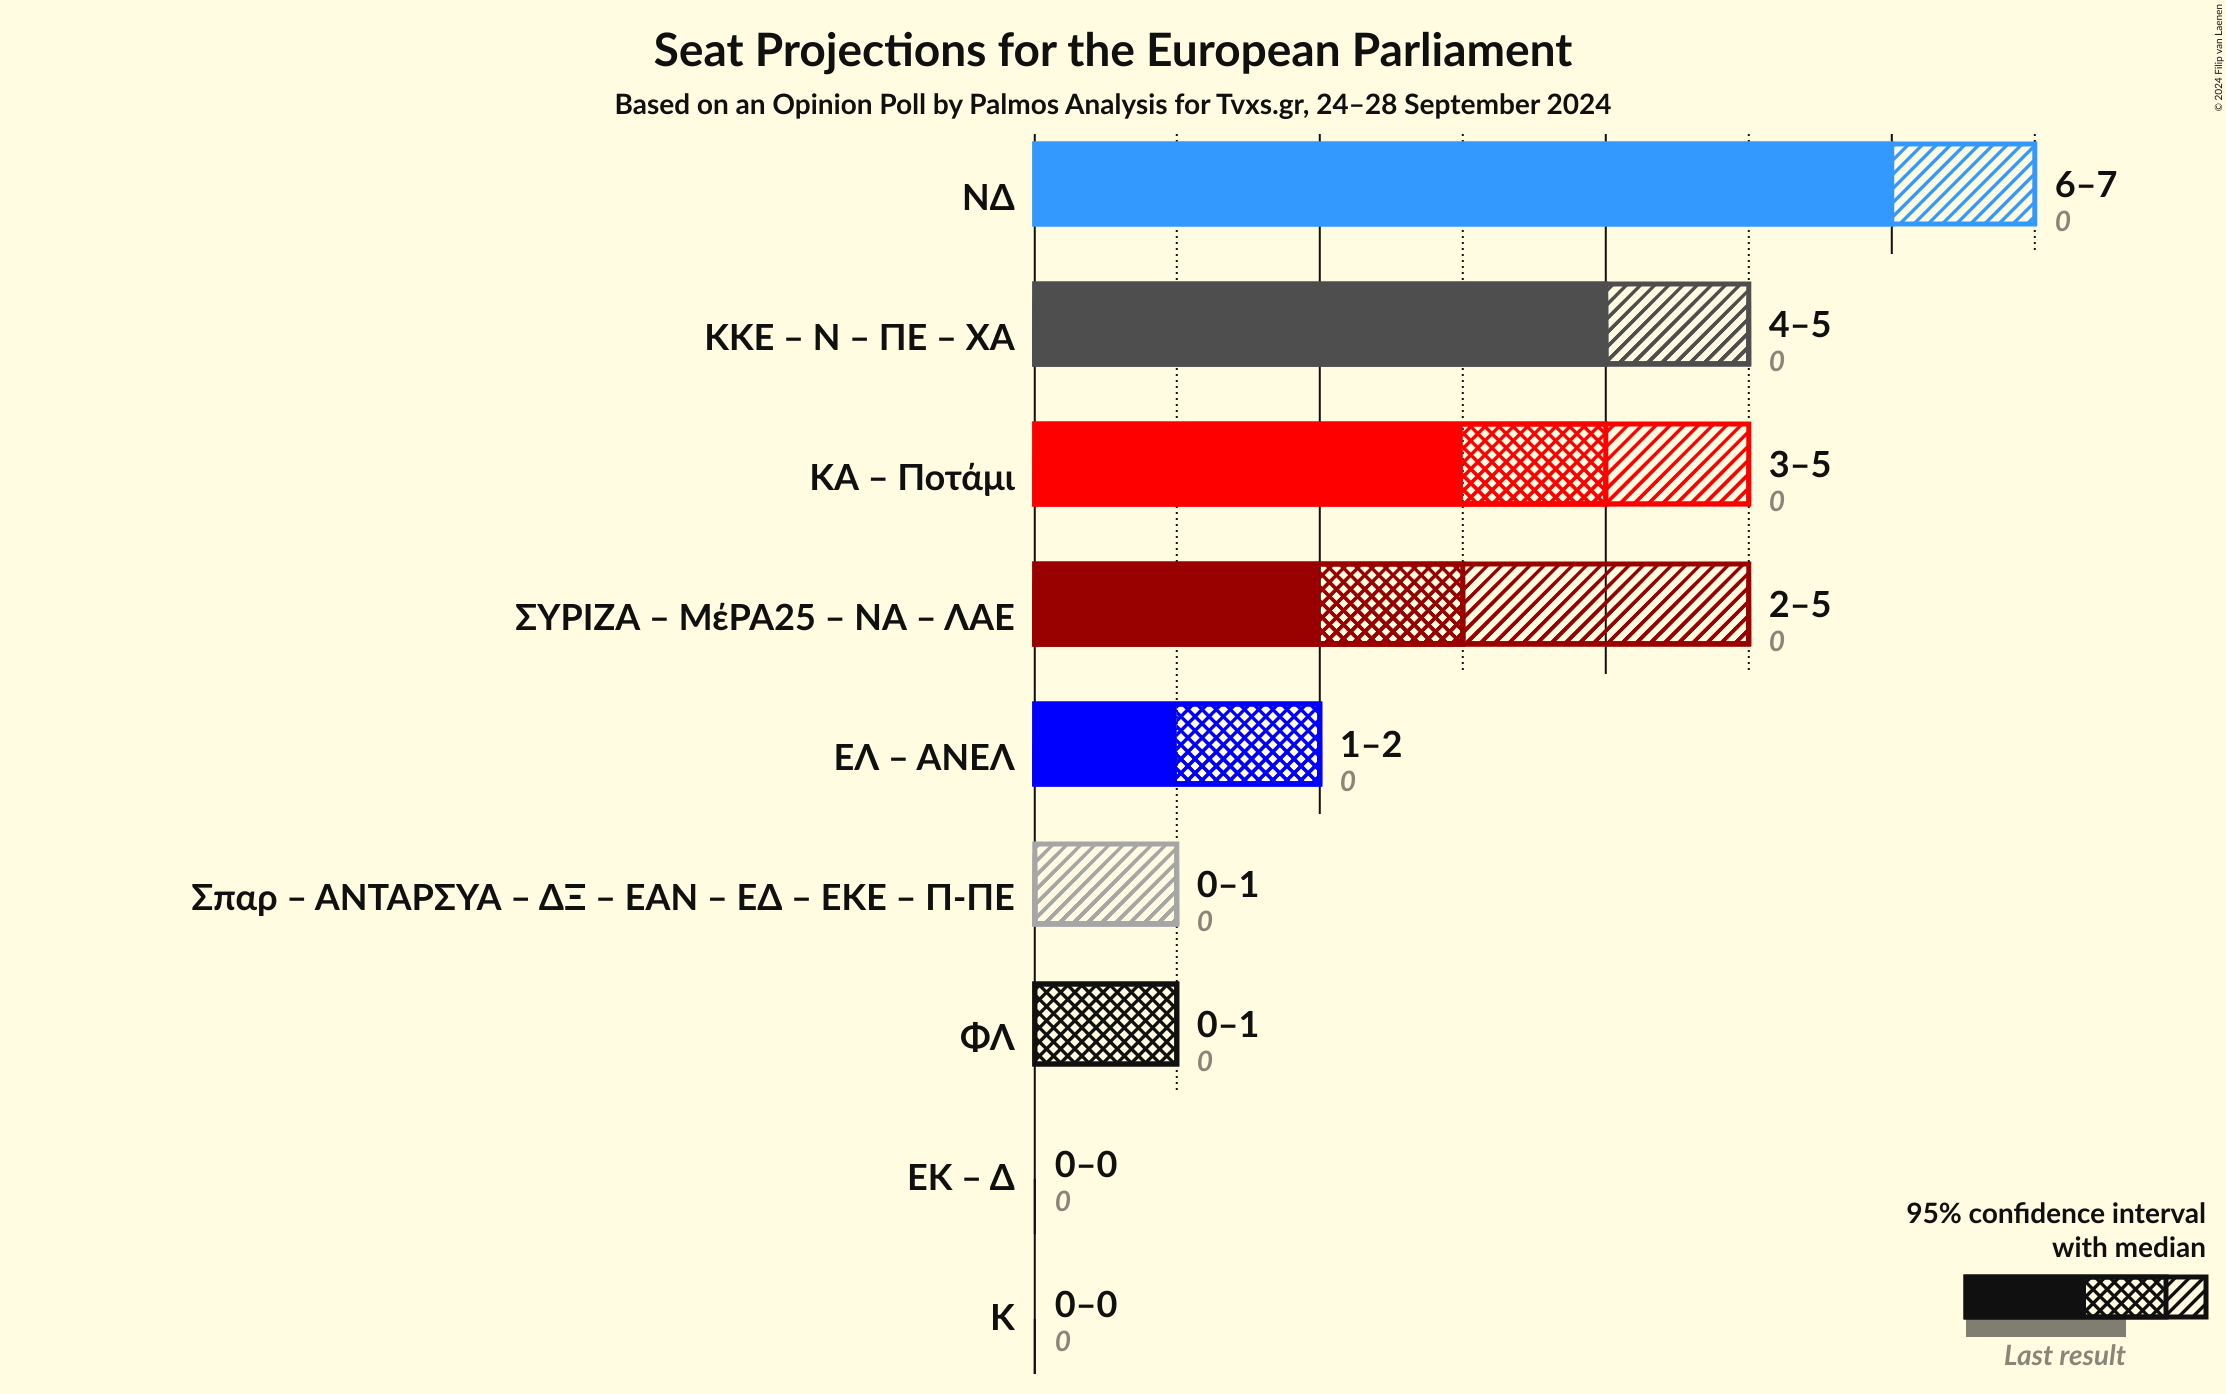 Seat Projections for the European Parliament
Based on an Opinion Poll by Palmos Analysis for Tvxs.gr, 24–28 September 2024
© 2024 Filip van Laenen
ΝΔ
6–7
0
ΚΚΕ – Ν – ΠΕ – ΧΑ
4–5
0
ΚΑ – Ποτάμι
3–5
0
ΣΥΡΙΖΑ – ΜέΡΑ25 – ΝΑ – ΛΑΕ
2–5
0
ΕΛ – ΑΝΕΛ
1–2
0
Σπαρ – ΑΝΤΑΡΣΥΑ – ΔΞ – ΕΑΝ – ΕΔ – ΕΚΕ – Π-ΠΕ
0–1
0
ΦΛ
0–1
0
ΕΚ – Δ
0–0
0
Κ
0–0
0
95% confidence interval
with median
Last result